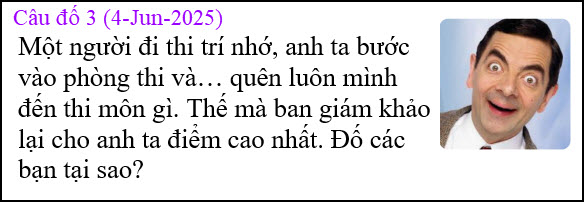 Câu đố 3 (4-Jun-2025)
Một người đi thi trí nhớ, anh ta bước
vào phòng thi và… quên luôn mình
đến thi môn gì. Thế mà ban giám khảo
lại cho anh ta điểm cao nhất. Đố các
bạn tại sao?